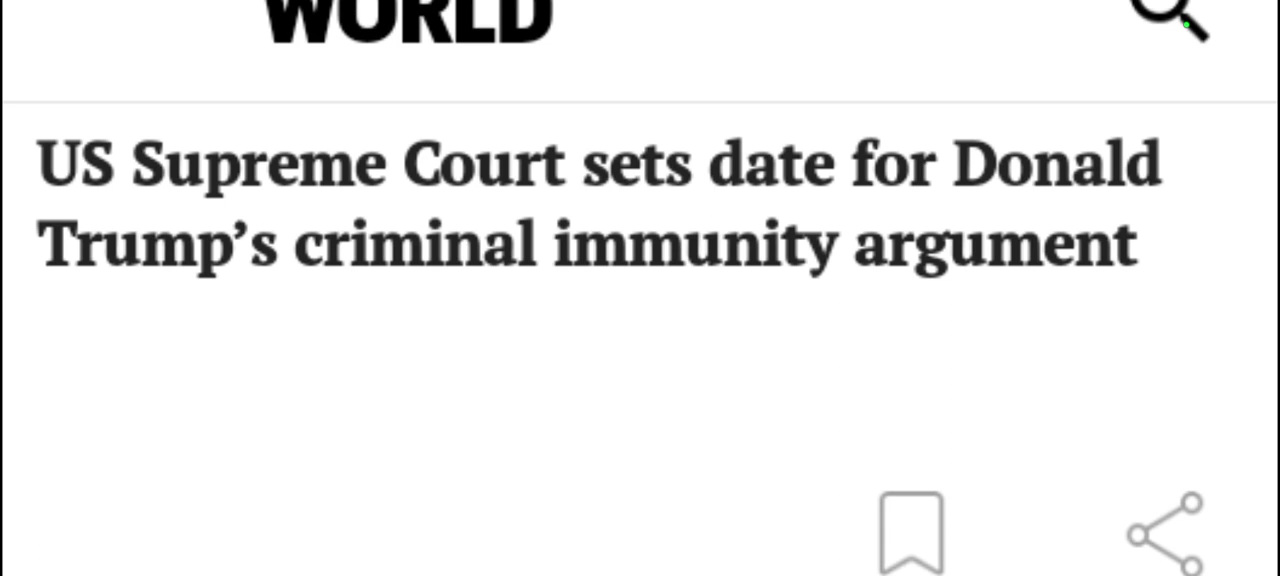 WORLD
US Supreme Court sets date for Donald
Trump’s criminal immunity argument